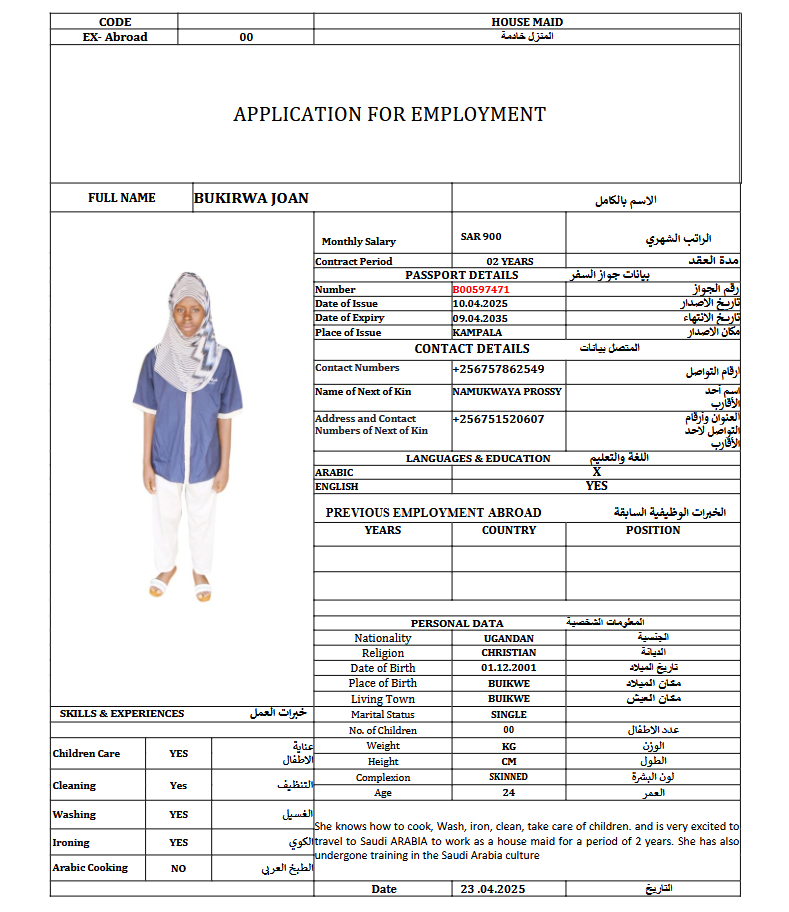 CODE HOUSE MAID
EX- Abroad 00 المنزل خادمة
APPLICATION FOR EMPLOYMENT
FULL NAME BUKIRWA JOAN الاسم بالكامل
Monthly Salary SAR 900 الراتب الشهري
Contract Period 02 YEARS مدة العقد
PASSPORT DETAILS بيانات جواز السفر
Number B00597471 رقم الجواز
Date of Issue 10.04.2025 تاريخ الاصدار
Date of Expiry 09.04.2035 تاريخ الانتهاء
Place of Issue KAMPALA مكان الاصدار
CONTACT DETAILS المتصل بيانات
Contact Numbers +256757862549 ارقام التواصل
Name of Next of Kin NAMUKWAYA PROSSY اسم أحد
الأقارب
Address and Contact +256751520607 العنوان وأرقام
Numbers of Next of Kin التواصل لاحد
الأقارب
LANGUAGES & EDUCATION اللغة والتعليم
ARABIC X
ENGLISH YES
PREVIOUS EMPLOYMENT ABROAD الخبرات الوظيفية السابقة
YEARS COUNTRY POSITION
PERSONAL DATA المعلومات الشخصية
Nationality UGANDAN الجنسية
Religion CHRISTIAN الديانة
Date of Birth 01.12.2001 تاريخ الميلاد
Place of Birth BUIKWE مكان الميلاد
Living Town BUIKWE مكان العيش
Marital Status SINGLE
No. of Children 00 عدد الاطفال
Weight KG الوزن
Height CM الطول
Complexion SKINNED لون البشرة
Age 24 العمر
SKILLS & EXPERIENCES خبرات العمل
Children Care YES عناية
الاطفال
Cleaning Yes التنظيف
Washing YES الغسيل
Ironing YES الكوي
Arabic Cooking NO الطبخ العربي
She knows how to cook, Wash, iron, clean, take care of children. and is very excited to
travel to Saudi ARABIA to work as a house maid for a period of 2 years. She has also
undergone training in the Saudi Arabia culture
Date 23 .04.2025 التاريخ